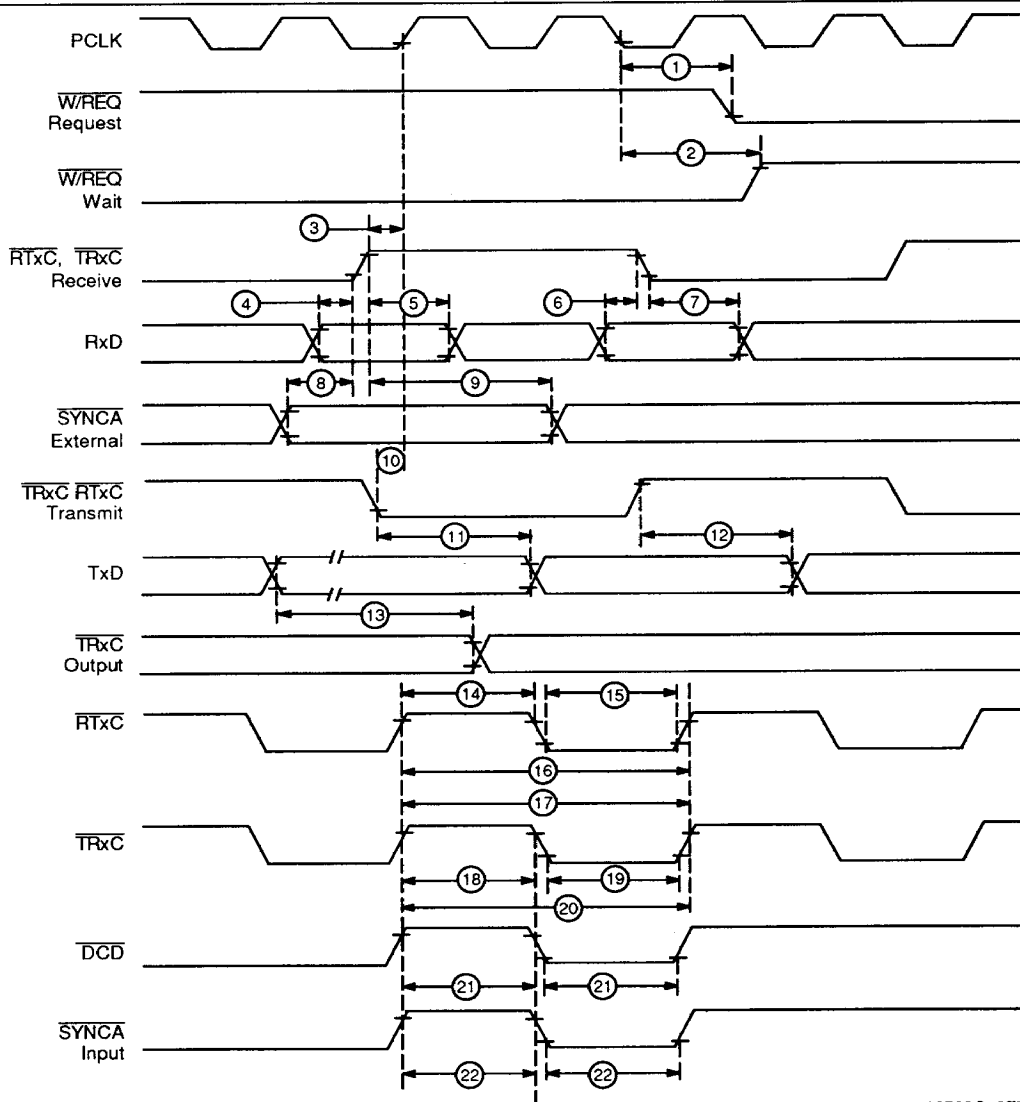 PCLK
1
W/REQ
Request
2
W/REQ
Wait
3
RTxC, TRxC
Receive
4
5
6
7
RxD
8
9
SYNCA
External
10
TRxC RTxC
Transmit
11
12
TxD
13
TRxC
Output
14
15
RTxC
16
17
TRxC
18
19
20
DCD
21
21
SYNCA
Input
22
22